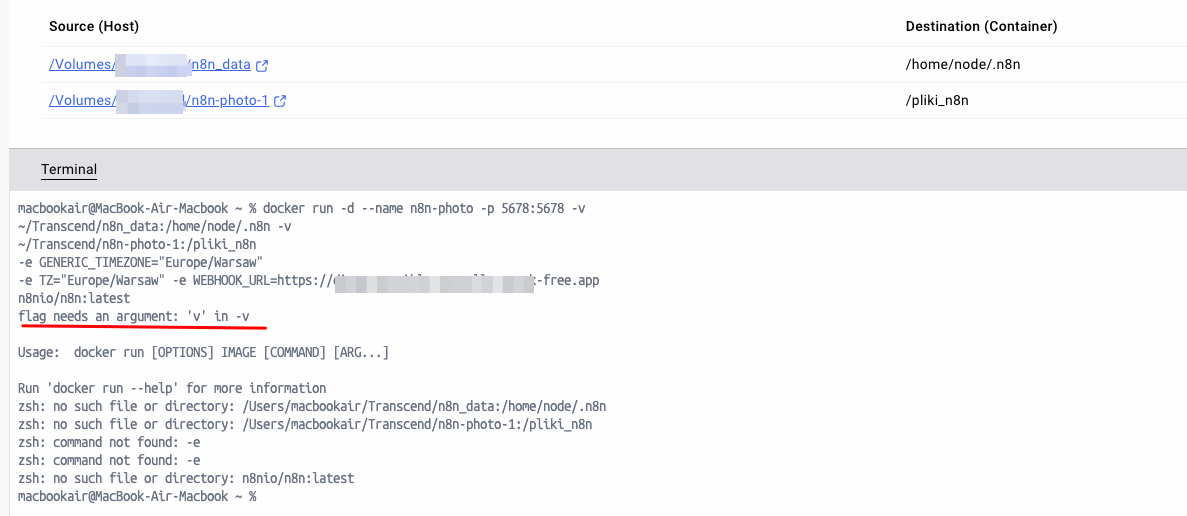 Source (Host) Destination (Container)
/Volumes/ /n8n_data /home/node/.n8n
/Volumes/ /n8n-photo-1 /pliki_n8n
Terminal
macbookair@MacBook-Air-Macbook ~ % docker run -d --name n8n-photo -p 5678:5678 -v
~/Transcend/n8n_data:/home/node/.n8n -v
~/Transcend/n8n-photo-1:/pliki_n8n
-e GENERIC_TIMEZONE="Europe/Warsaw"
-e TZ="Europe/Warsaw" -e WEBHOOK_URL=https:// -free.app
n8nio/n8n:latest
flag needs an argument: 'v' in -v
Usage:  docker run [OPTIONS] IMAGE [COMMAND] [ARG...]
Run 'docker run --help' for more information
zsh: no such file or directory: /Users/macbookair/Transcend/n8n_data:/home/node/.n8n
zsh: no such file or directory: /Users/macbookair/Transcend/n8n-photo-1:/pliki_n8n
zsh: command not found: -e
zsh: command not found: -e
zsh: no such file or directory: n8nio/n8n:latest
macbookair@MacBook-Air-Macbook ~ %